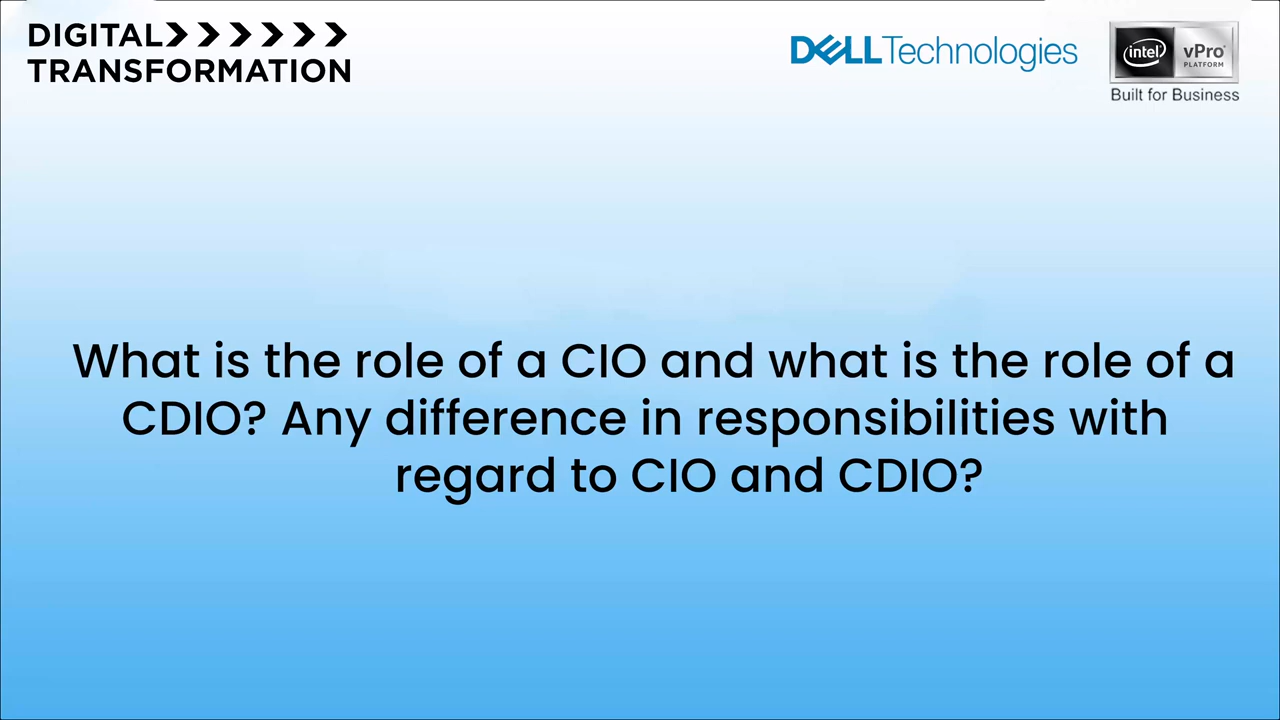 DIGITAL
TRANSFORMATION
DELLTechnologies
intel vPro
PLATFORM
Built for Business
What is the role of a CIO and what is the role of a
CDIO? Any difference in responsibilities with
regard to CIO and CDIO?